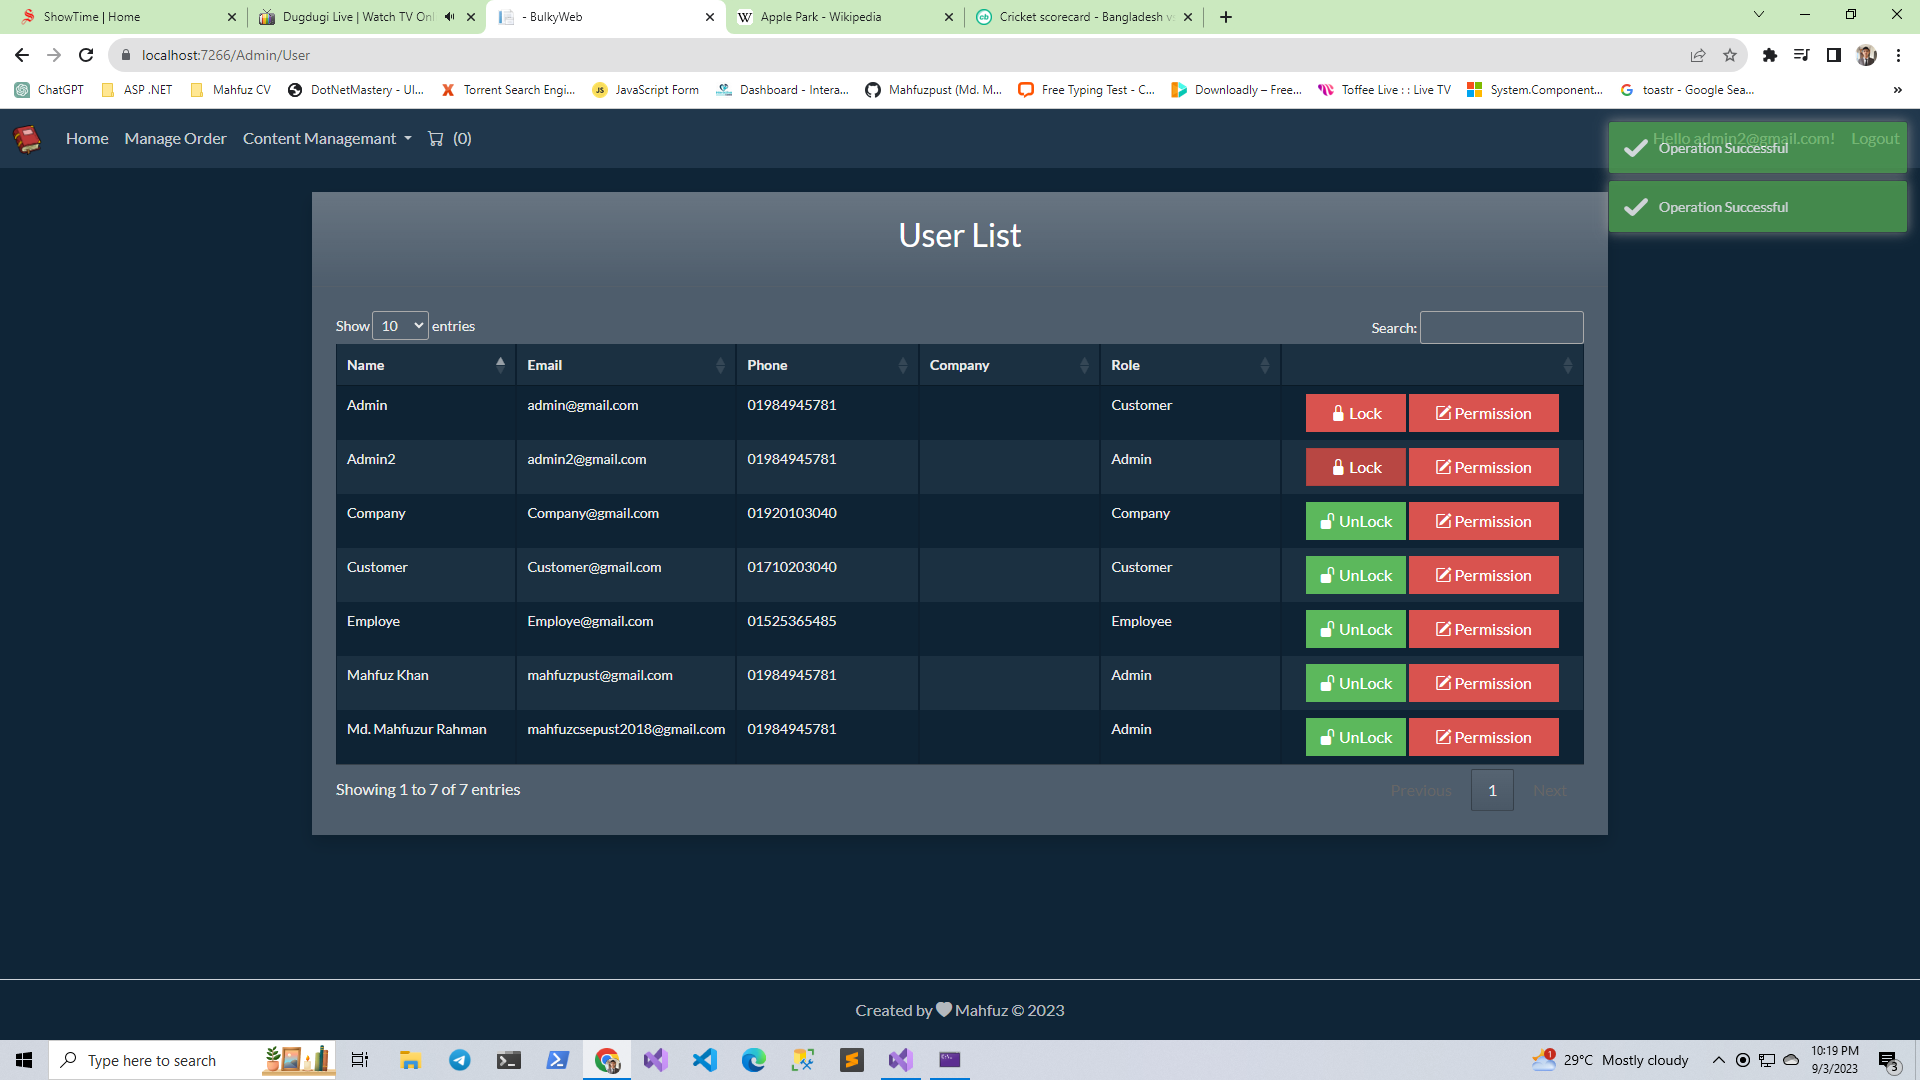 ShowTime | Home
Dugdugi Live | Watch TV Onl
- BulkyWeb
Apple Park - Wikipedia
Cricket scorecard - Bangladesh v
localhost:7266/Admin/User
ChatGPT
ASP .NET
Mahfuz CV
DotNetMastery - UI...
Torrent Search Engi...
JavaScript Form
Dashboard - Intera...
Mahfuzpust (Md. M...
Free Typing Test - C...
Downloadly – Free...
Toffee Live : : Live TV
System.Component...
toastr - Google Sea...
Home Manage Order Content Managemant (0)
Hello admin2@gmail.com! Logout
Operation Successful
Operation Successful
User List
Show 10 entries
Search:
Name Email Phone Company Role
Admin admin@gmail.com 01984945781 Customer Lock Permission
Admin2 admin2@gmail.com 01984945781 Admin Lock Permission
Company Company@gmail.com 01920103040 Company UnLock Permission
Customer Customer@gmail.com 01710203040 Customer UnLock Permission
Employe Employe@gmail.com 01525365485 Employee UnLock Permission
Mahfuz Khan mahfuzpust@gmail.com 01984945781 Admin UnLock Permission
Md. Mahfuzur Rahman mahfuzcsepust2018@gmail.com 01984945781 Admin UnLock Permission
Showing 1 to 7 of 7 entries
Previous 1 Next
Created by Mahfuz © 2023
Type here to search
1
29°C Mostly cloudy
10:19 PM
9/3/2023
3